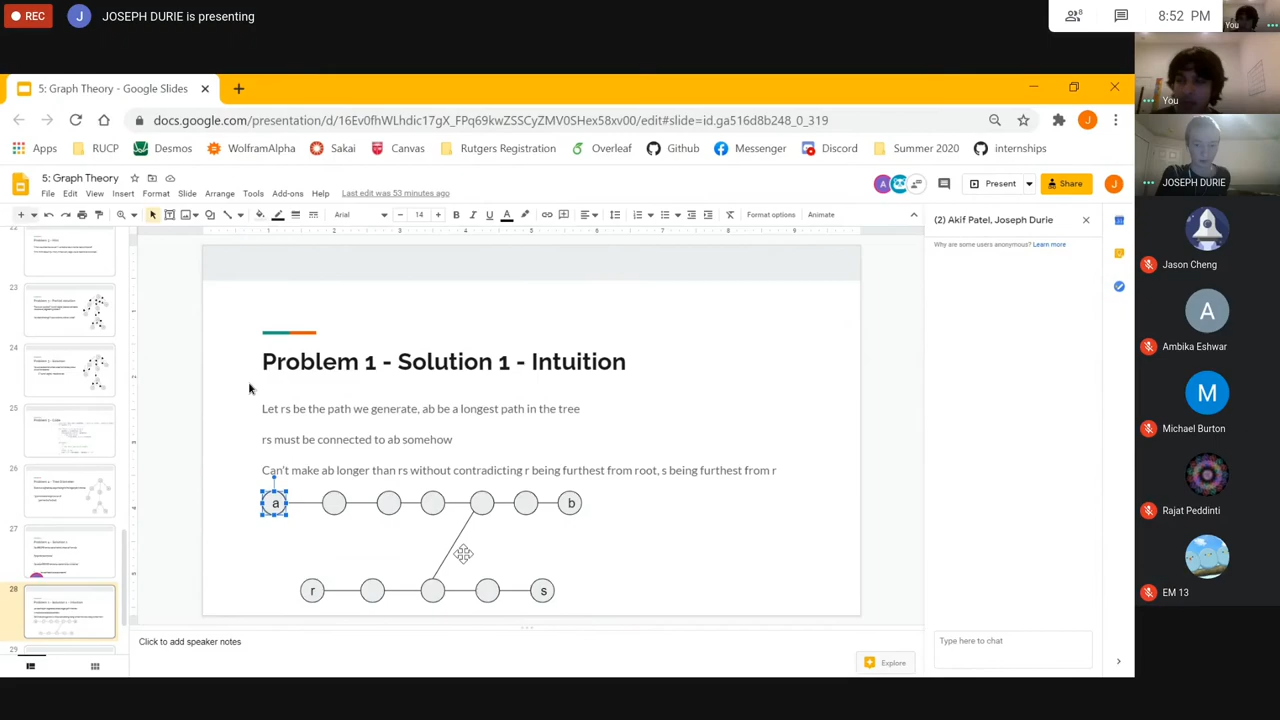 REC
J
JOSEPH DURIE is presenting
8
8:52 PM
You
5: Graph Theory - Google Slides
You
docs.google.com/presentation/d/16Ev0fhWLhdic17gX_FPq69kwZSSCyZMV0SHex58xv00/edit#slide=id.ga516d8b248_0_319
J
Apps
RUCP
Desmos
WolframAlpha
Sakai
Canvas
Rutgers Registration
Overleaf
Github
Messenger
Discord
Summer 2020
internships
JOSEPH DURIE
5: Graph Theory
File Edit View Insert Format Slide Arrange Tools Add-ons Help Last edit was 53 minutes ago
A
Present
Share
J
Arial
14
B I U A
Format options
Animate
(2) Akif Patel, Joseph Durie
Why are some users anonymous? Learn more
22
23
24
25
26
27
28
29
Problem 1 - Solution 1 - Intuition
Let rs be the path we generate, ab be a longest path in the tree
rs must be connected to ab somehow
Can't make ab longer than rs without contradicting r being furthest from root, s being furthest from r
a
b
r
s
Click to add speaker notes
Explore
Type here to chat
Jason Cheng
A
Ambika Eshwar
M
Michael Burton
Rajat Peddinti
EM 13